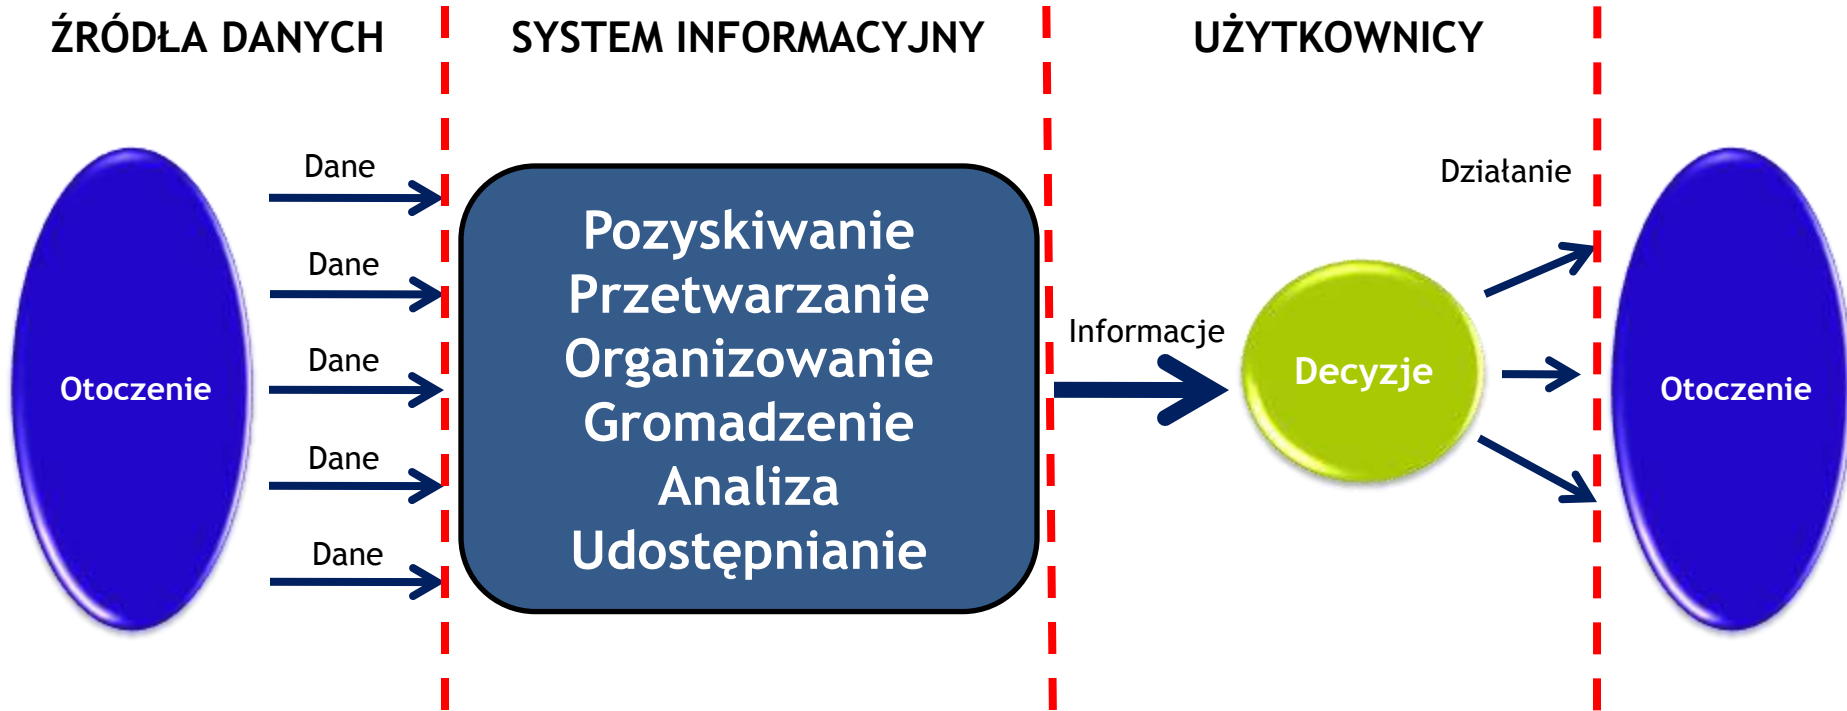 ŹRÓDŁA DANYCH
SYSTEM INFORMACYJNY
UŻYTKOWNICY
Otoczenie
Dane
Dane
Dane
Dane
Dane
Pozyskiwanie
Przetwarzanie
Organizowanie
Gromadzenie
Analiza
Udostępnianie
Informacje
Decyzje
Działanie
Otoczenie